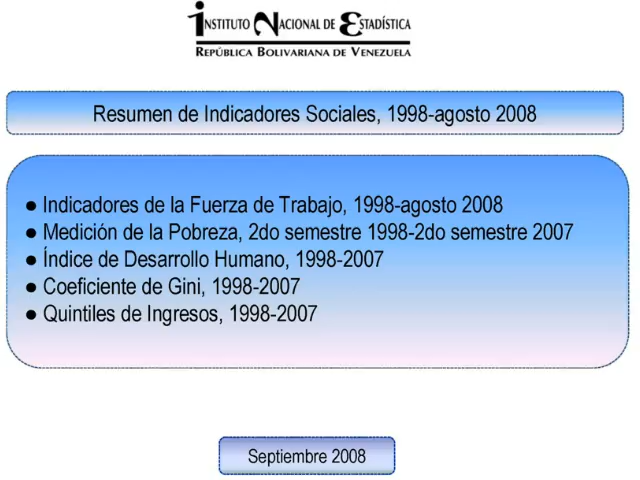 Instituto Nacional de Estadística
República Bolivariana de Venezuela
Resumen de Indicadores Sociales, 1998-agosto 2008
● Indicadores de la Fuerza de Trabajo, 1998-agosto 2008
● Medición de la Pobreza, 2do semestre 1998-2do semestre 2007
● Índice de Desarrollo Humano, 1998-2007
● Coeficiente de Gini, 1998-2007
● Quintiles de Ingresos, 1998-2007
Septiembre 2008